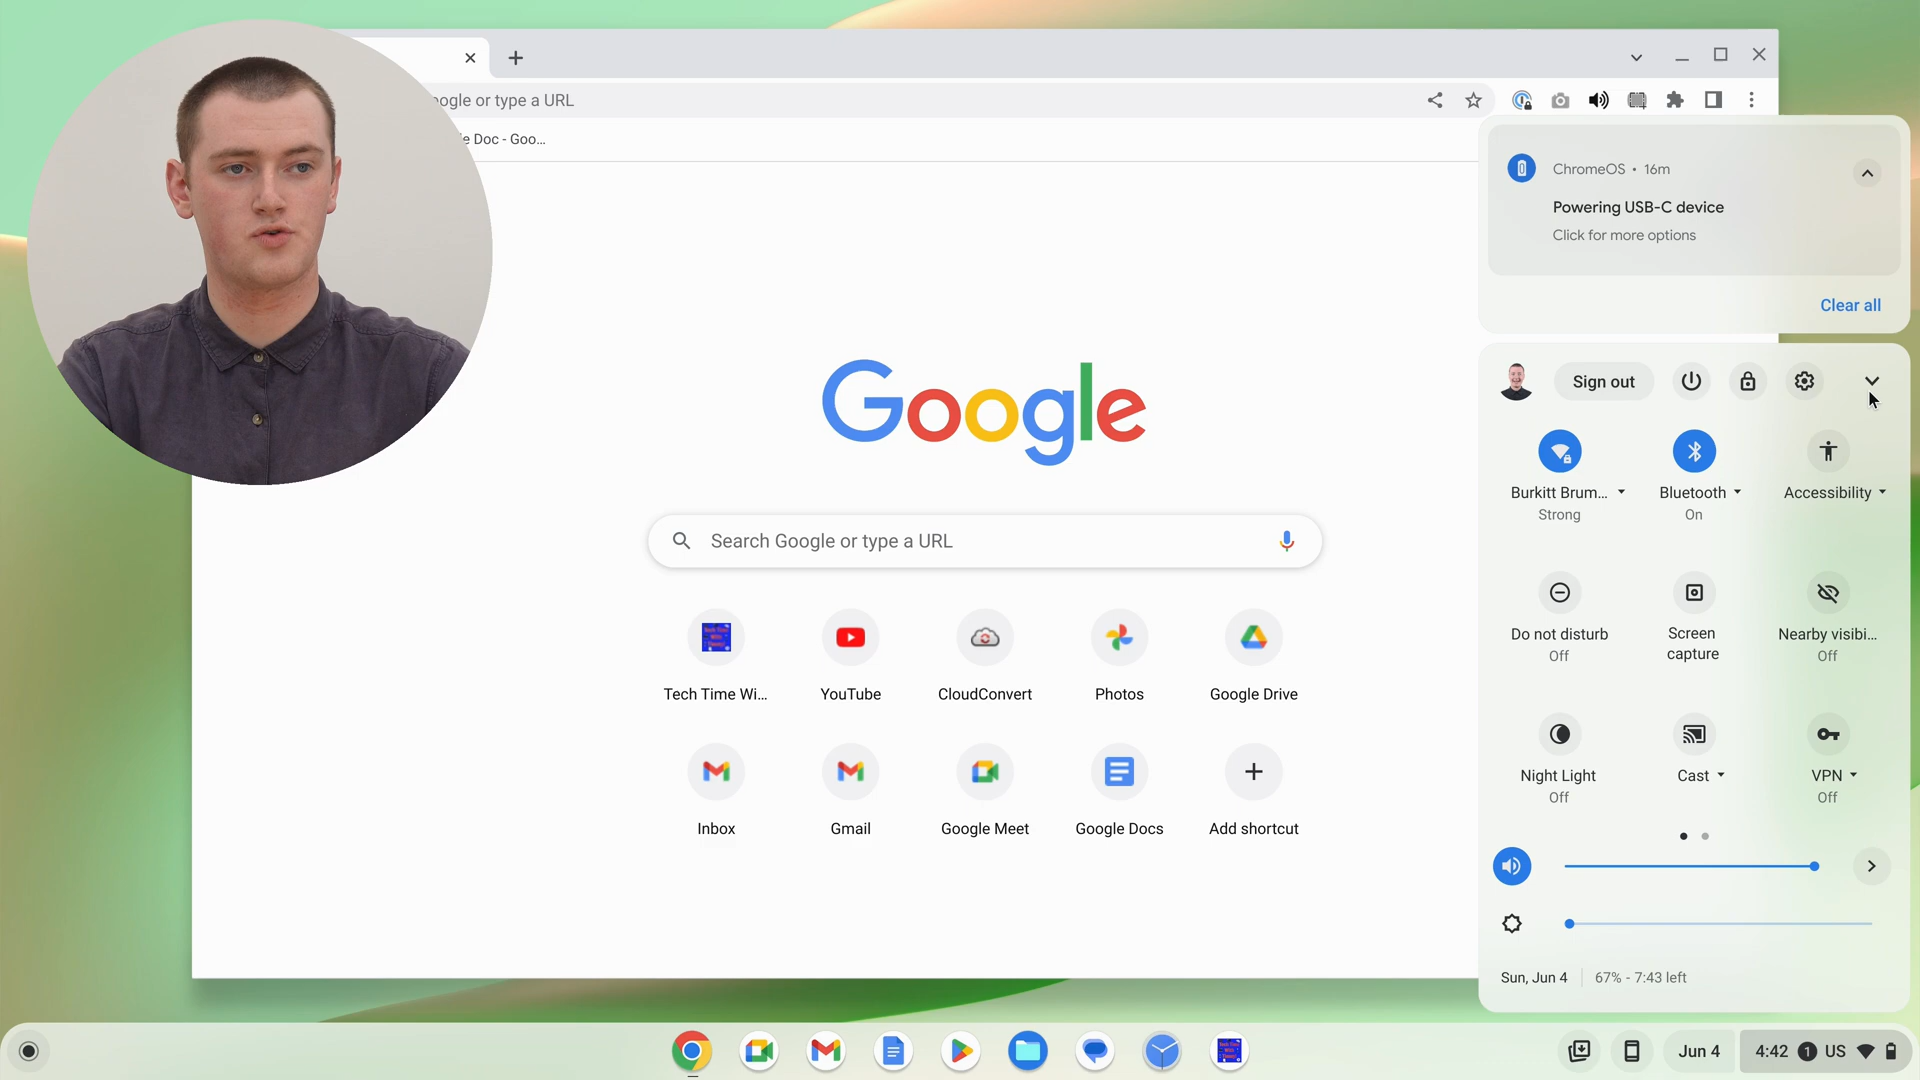 oogle or type a URL
e Doc - Goo...
ChromeOS • 16m
Powering USB-C device
Click for more options
Clear all
Sign out
Burkitt Brum...
Strong
Bluetooth
On
Accessibility
Do not disturb
Off
Screen
capture
Nearby visibi...
Off
Night Light
Off
Cast
VPN
Off
Sun, Jun 4
67% - 7:43 left
Google
Search Google or type a URL
Tech Time Wi...
YouTube
CloudConvert
Photos
Google Drive
Inbox
Gmail
Google Meet
Google Docs
Add shortcut
Jun 4
4:42 1 US